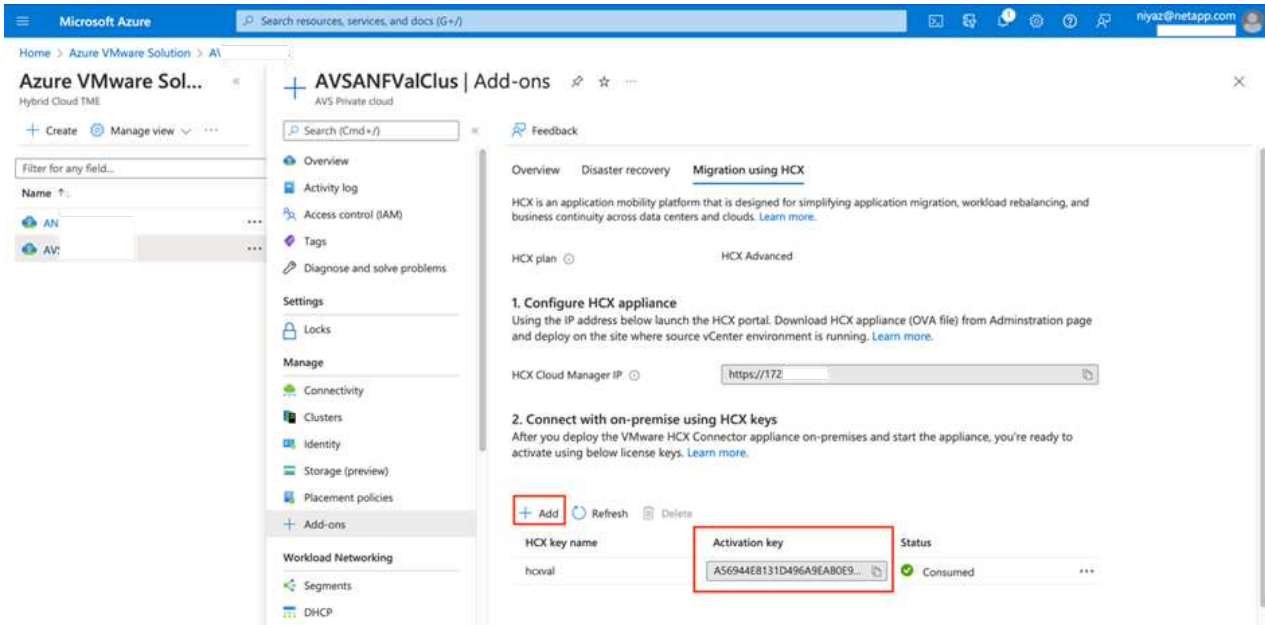 Microsoft Azure
Search resources, services, and docs (G+/)
1
niyaz@netapp.com
Home > Azure VMware Solution >
Azure VMware Sol...
Hybrid Cloud TME
+ Create
Manage view
...
Filter for any field...
Name ↑↓
AN
...
AVS
...
AVSANFValClus | Add-ons
...
AVS Private cloud
Search (Cmd+/)
Overview
Activity log
Access control (IAM)
Tags
Diagnose and solve problems
Settings
Locks
Manage
Connectivity
Clusters
Identity
Storage (preview)
Placement policies
Add-ons
Workload Networking
Segments
DHCP
Feedback
Overview
Disaster recovery
Migration using HCX
HCX is an application mobility platform that is designed for simplifying application migration, workload rebalancing, and
business continuity across data centers and clouds. Learn more.
HCX plan
HCX Advanced
1. Configure HCX appliance
Using the IP address below launch the HCX portal. Download HCX appliance (OVA file) from Adminstration page
and deploy on the site where source vCenter environment is running. Learn more.
HCX Cloud Manager IP
https://172
2. Connect with on-premise using HCX keys
After you deploy the VMware HCX Connector appliance on-premises and start the appliance, you're ready to
activate using below license keys. Learn more.
+ Add
Refresh
Delete
HCX key name
Activation key
Status
hcxval
A56944E8131D496A9EAB0E9...
Consumed
...